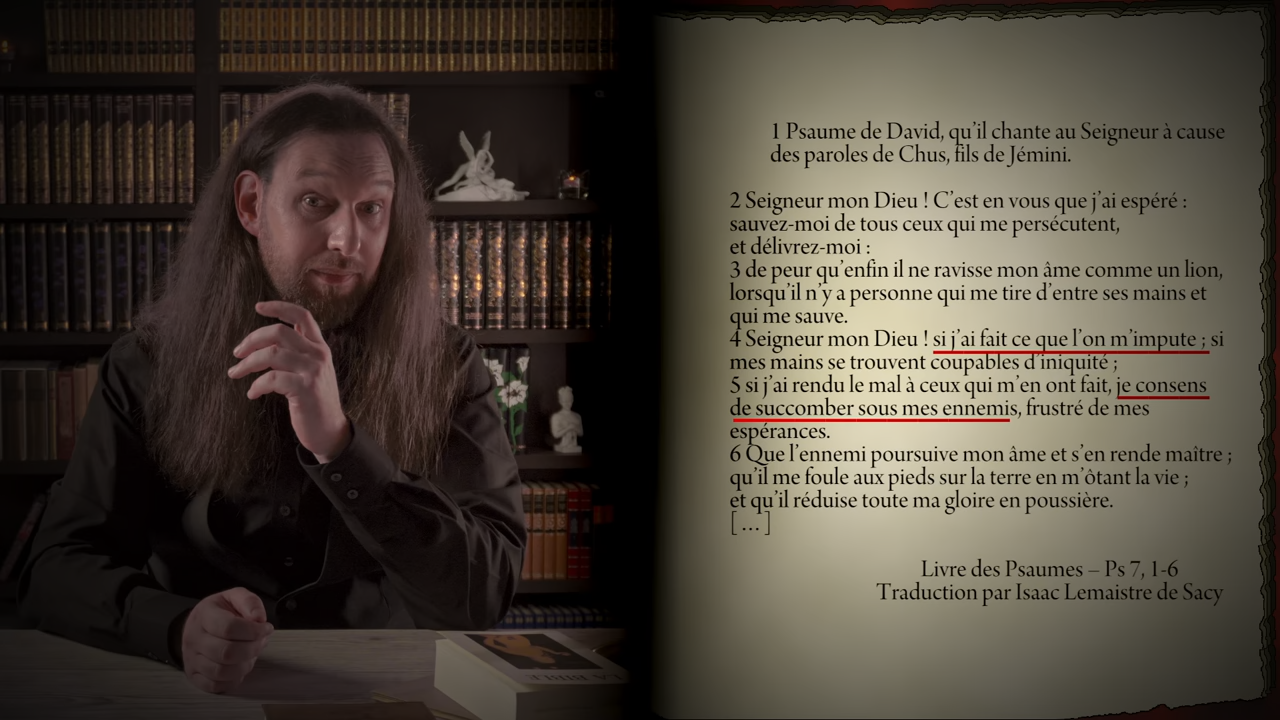 1 Psaume de David, qu'il chante au Seigneur à cause
des paroles de Chus, fils de Jémini.
2 Seigneur mon Dieu ! C'est en vous que j'ai espéré :
sauvez-moi de tous ceux qui me persécutent,
et délivrez-moi :
3 de peur qu'enfin il ne ravisse mon âme comme un lion,
lorsqu'il n'y a personne qui me tire d'entre ses mains et
qui me sauve.
4 Seigneur mon Dieu ! si j'ai fait ce que l'on m'impute ; si
mes mains se trouvent coupables d'iniquité ;
5 si j'ai rendu le mal à ceux qui m'en ont fait, je consens
de succomber sous mes ennemis, frustré de mes
espérances.
6 Que l'ennemi poursuive mon âme et s'en rende maître ;
qu'il me foule aux pieds sur la terre en m'ôtant la vie ;
et qu'il réduise toute ma gloire en poussière.
[...]
Livre des Psaumes – Ps 7, 1-6
Traduction par Isaac Lemaistre de Sacy
LA BIBLE